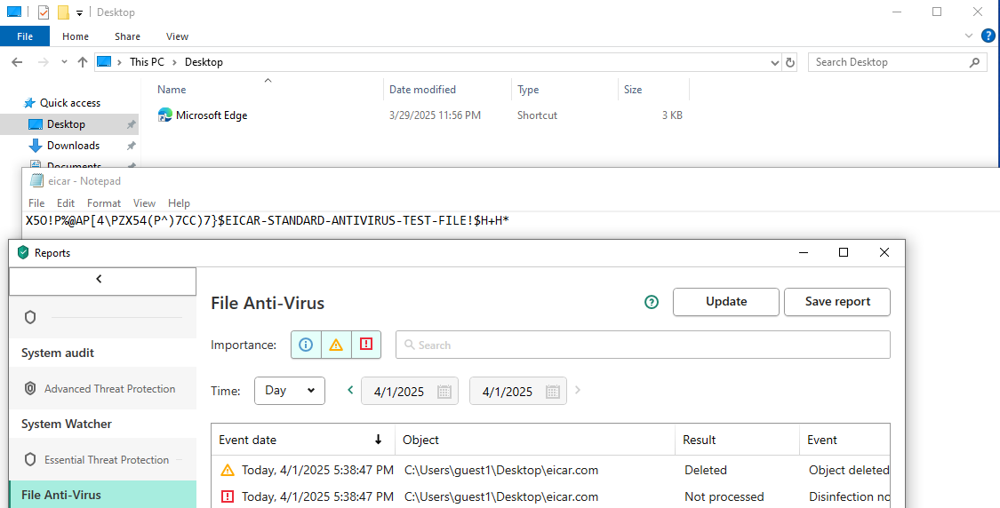 Desktop
File Home Share View
This PC > Desktop
Search Desktop
Name Date modified Type Size
Quick access
Microsoft Edge 3/29/2025 11:56 PM Shortcut 3 KB
Desktop
Downloads
Documents
eicar - Notepad
File Edit Format View Help
X5O!P%@AP[4\PZX54(P^)7CC)7}$EICAR-STANDARD-ANTIVIRUS-TEST-FILE!$H+H*
Reports
File Anti-Virus
Update
Save report
Importance:
Search
System audit
Advanced Threat Protection
Time: Day 4/1/2025 4/1/2025
System Watcher
Event date Object Result Event
Essential Threat Protection
Today, 4/1/2025 5:38:47 PM C:\Users\guest1\Desktop\eicar.com Deleted Object deleted
File Anti-Virus
Today, 4/1/2025 5:38:47 PM C:\Users\guest1\Desktop\eicar.com Not processed Disinfection no